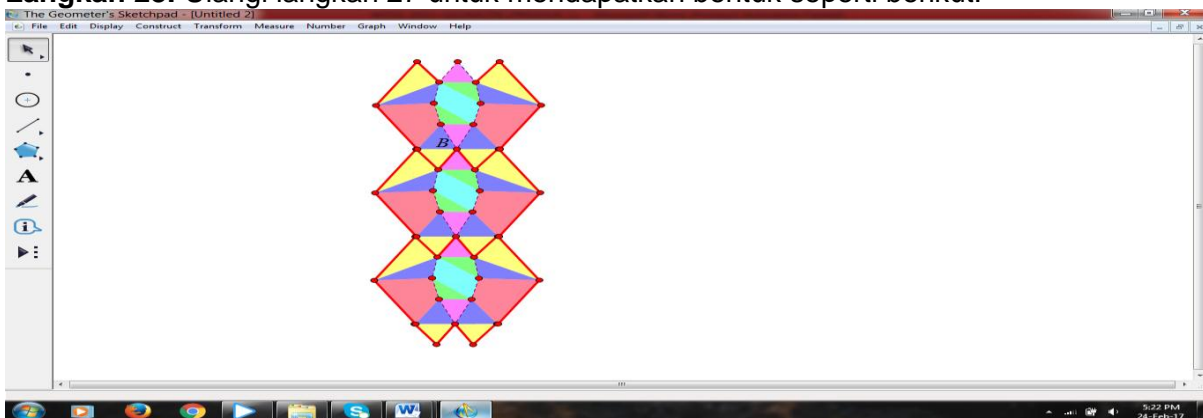 Langkah 28. Ulangi langkah 27 untuk mendapatkan bentuk seperti berikut.
The Geometer's Sketchpad - [Untitled 2]
File Edit Display Construct Transform Measure Number Graph Window Help
A
B
5:22 PM
24-Feb-17